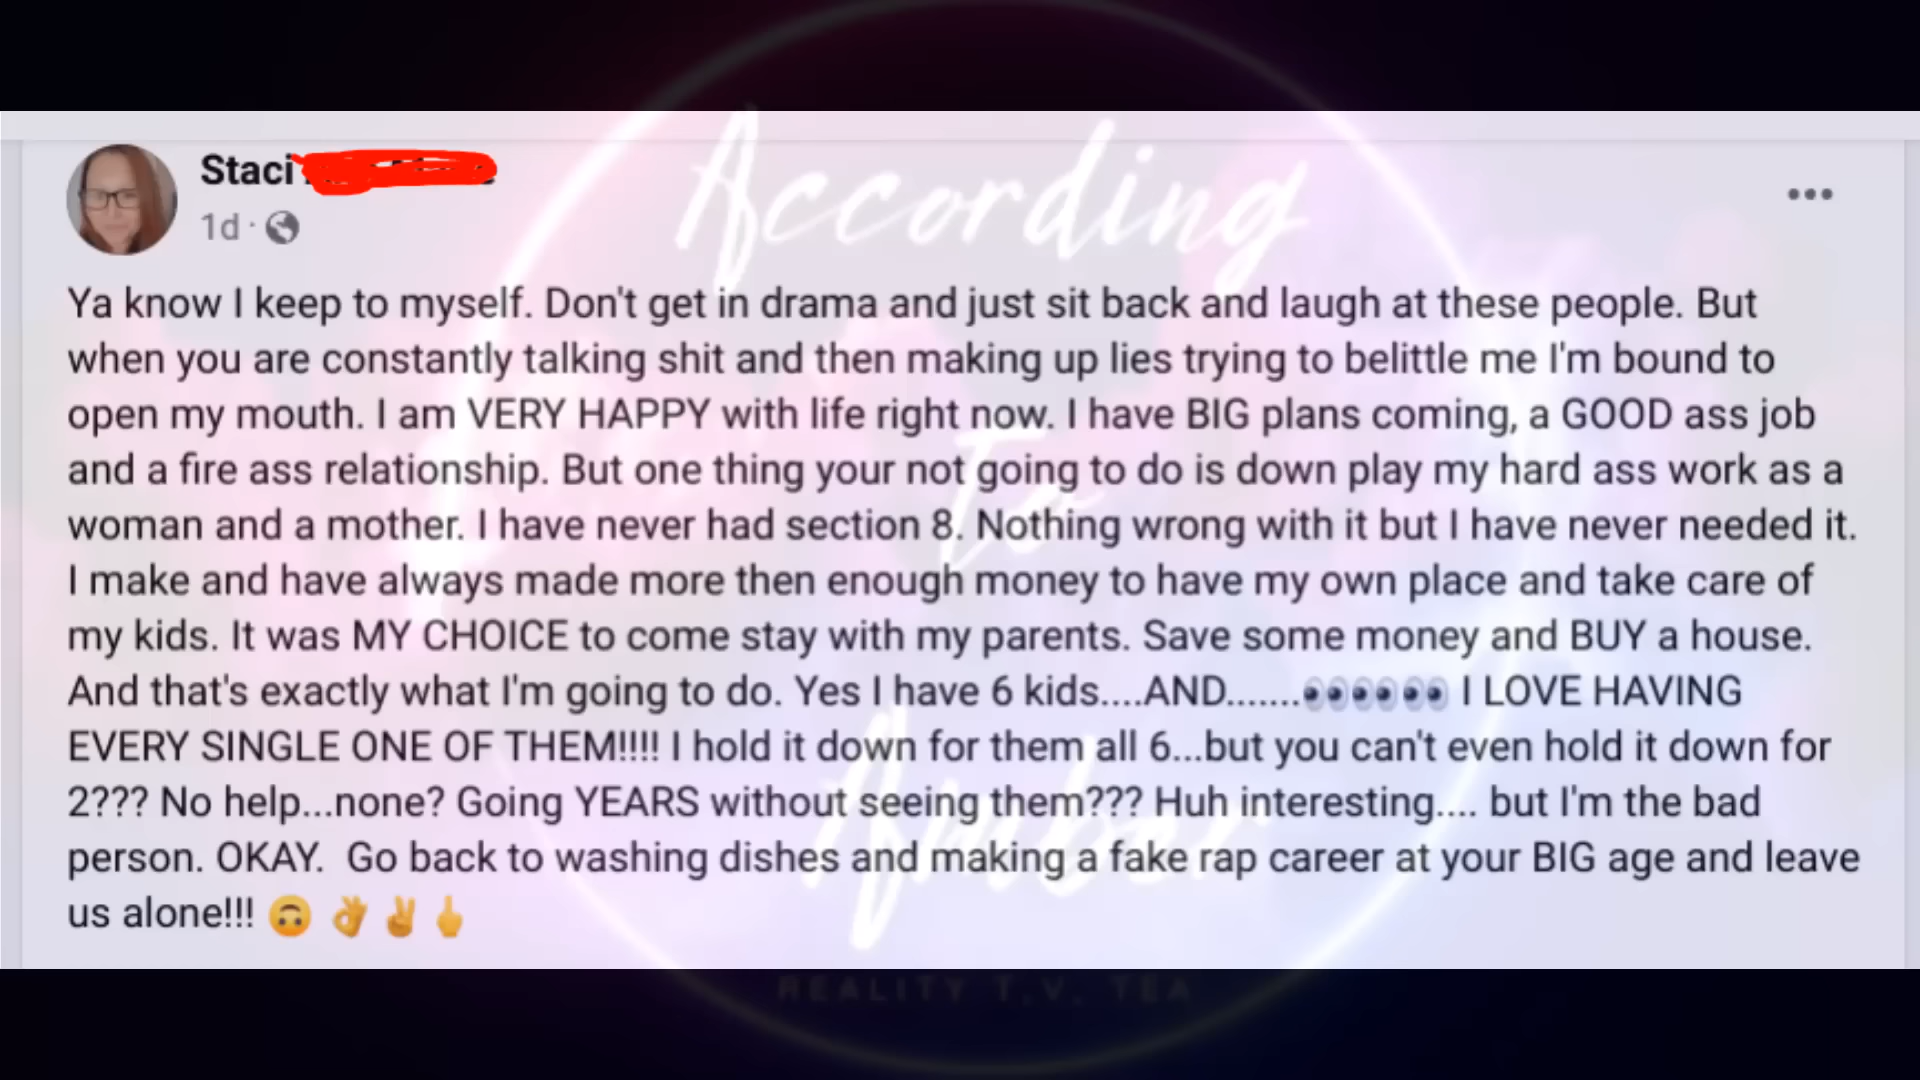 According
To
Amber
REALITY T.V. TEA
Staci
1d ·
Ya know I keep to myself. Don't get in drama and just sit back and laugh at these people. But
when you are constantly talking shit and then making up lies trying to belittle me I'm bound to
open my mouth. I am VERY HAPPY with life right now. I have BIG plans coming, a GOOD ass job
and a fire ass relationship. But one thing your not going to do is down play my hard ass work as a
woman and a mother. I have never had section 8. Nothing wrong with it but I have never needed it.
I make and have always made more then enough money to have my own place and take care of
my kids. It was MY CHOICE to come stay with my parents. Save some money and BUY a house.
And that's exactly what I'm going to do. Yes I have 6 kids....AND.......👀👀👀 I LOVE HAVING
EVERY SINGLE ONE OF THEM!!!! I hold it down for them all 6...but you can't even hold it down for
2??? No help...none? Going YEARS without seeing them??? Huh interesting.... but I'm the bad
person. OKAY.  Go back to washing dishes and making a fake rap career at your BIG age and leave
us alone!!! 🙃 👌 ✌ 🖕